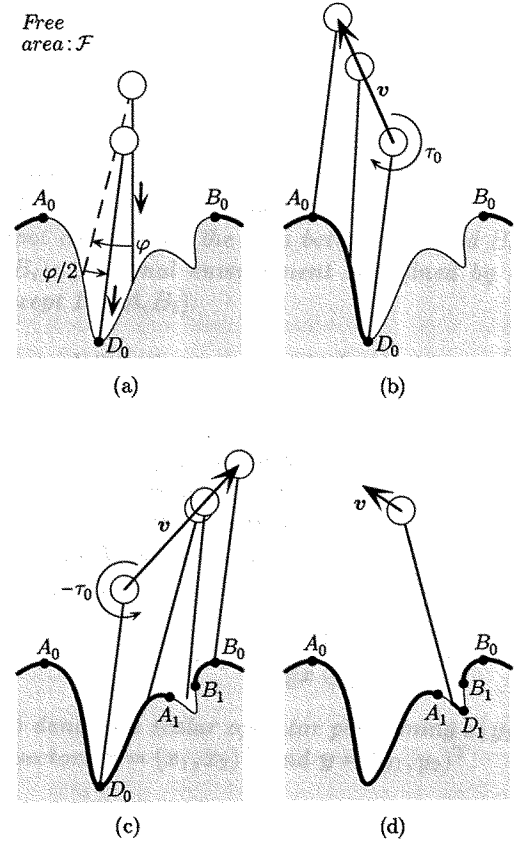 Free
area: F
A₀
B₀
φ
φ/2
D₀
(a)
v
τ₀
A₀
B₀
D₀
(b)
v
−τ₀
A₀
B₀
B₁
A₁
D₀
(c)
v
A₀
B₀
B₁
A₁
D₁
(d)